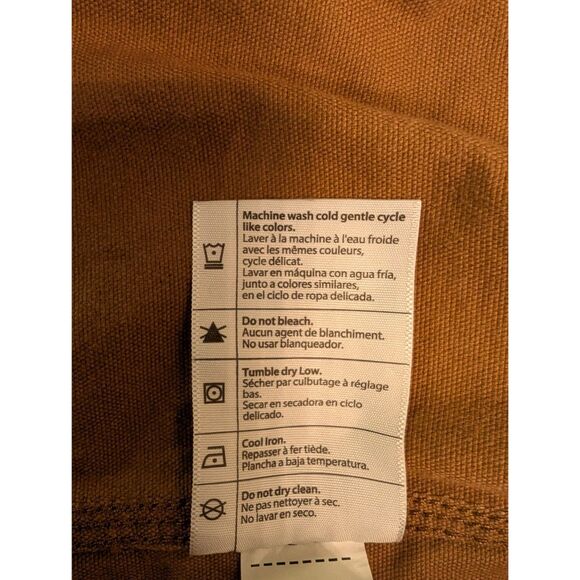 Machine wash cold gentle cycle
like colors.
Laver à la machine à l'eau froide
avec les mêmes couleurs,
cycle délicat.
Lavar en máquina con agua fría,
junto a colores similares,
en el ciclo de ropa delicada.
Do not bleach.
Aucun agent de blanchiment.
No usar blanqueador.
Tumble dry Low.
Sécher par culbutage à réglage
bas.
Secar en secadora en ciclo
delicado.
Cool Iron.
Repasser à fer tiède.
Plancha a baja temperatura.
Do not dry clean.
Ne pas nettoyer à sec.
No lavar en seco.